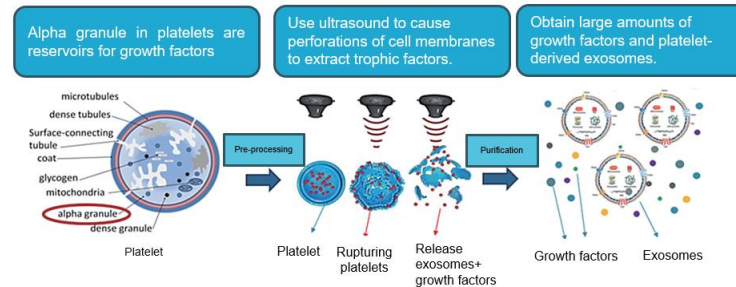 Alpha granule in platelets are
reservoirs for growth factors
Use ultrasound to cause
perforations of cell membranes
to extract trophic factors.
Obtain large amounts of
growth factors and platelet-
derived exosomes.
microtubules
dense tubules
Surface-connecting
tubule
coat
glycogen
mitochondria
alpha granule
dense granule
Platelet
Pre-processing
Platelet
Rupturing
platelets
Release
exosomes+
growth factors
Purification
Growth factors
Exosomes